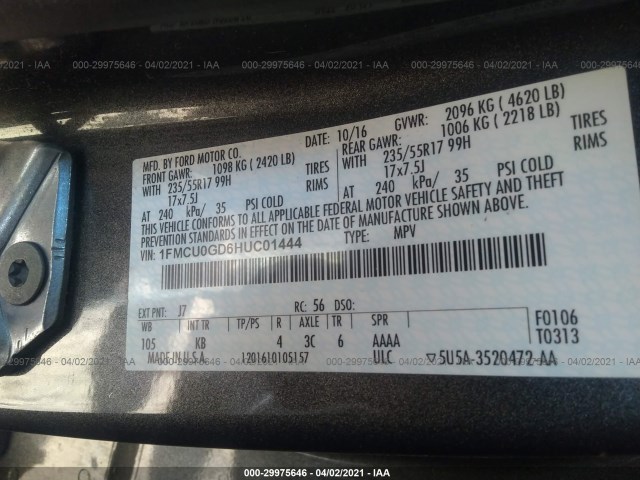 000-29975646 - 04/02/2021 - IAA
MFD. BY FORD MOTOR CO.
DATE: 10/16 GVWR: 2096 KG ( 4620 LB)
FRONT GAWR: 1098 KG ( 2420 LB)
REAR GAWR: 1006 KG ( 2218 LB)
WITH 235/55R17 99H TIRES
WITH 235/55R17 99H TIRES
17x7.5J RIMS
17x7.5J RIMS
AT 240 kPa/ 35 PSI COLD
AT 240 kPa/ 35 PSI COLD
THIS VEHICLE CONFORMS TO ALL APPLICABLE FEDERAL MOTOR VEHICLE SAFETY AND THEFT
PREVENTION STANDARDS IN EFFECT ON THE DATE OF MANUFACTURE SHOWN ABOVE.
VIN: 1FMCU0GD6HUC01444 TYPE: MPV
EXT PNT: J7 RC: 56 DSO: F0106
WB INT TR TP/PS R AXLE TR SPR T0313
105 KB 4 3C 6 AAAA
MADE IN U.S.A. 1201610105157 ULC ▽5U5A-3520472-AA
000-29975646 - 04/02/2021 - IAA